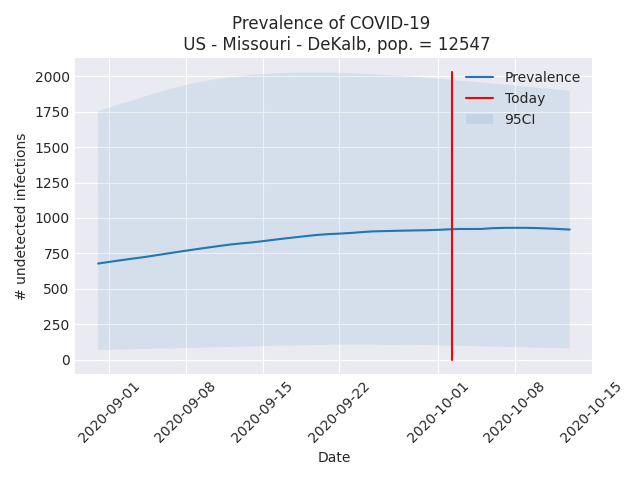 Prevalence of COVID-19
US - Missouri - DeKalb, pop. = 12547
Prevalence
Today
95CI
# undetected infections
2000
1750
1500
1250
1000
750
500
250
0
2020-09-01
2020-09-08
2020-09-15
2020-09-22
2020-10-01
2020-10-08
2020-10-15
Date